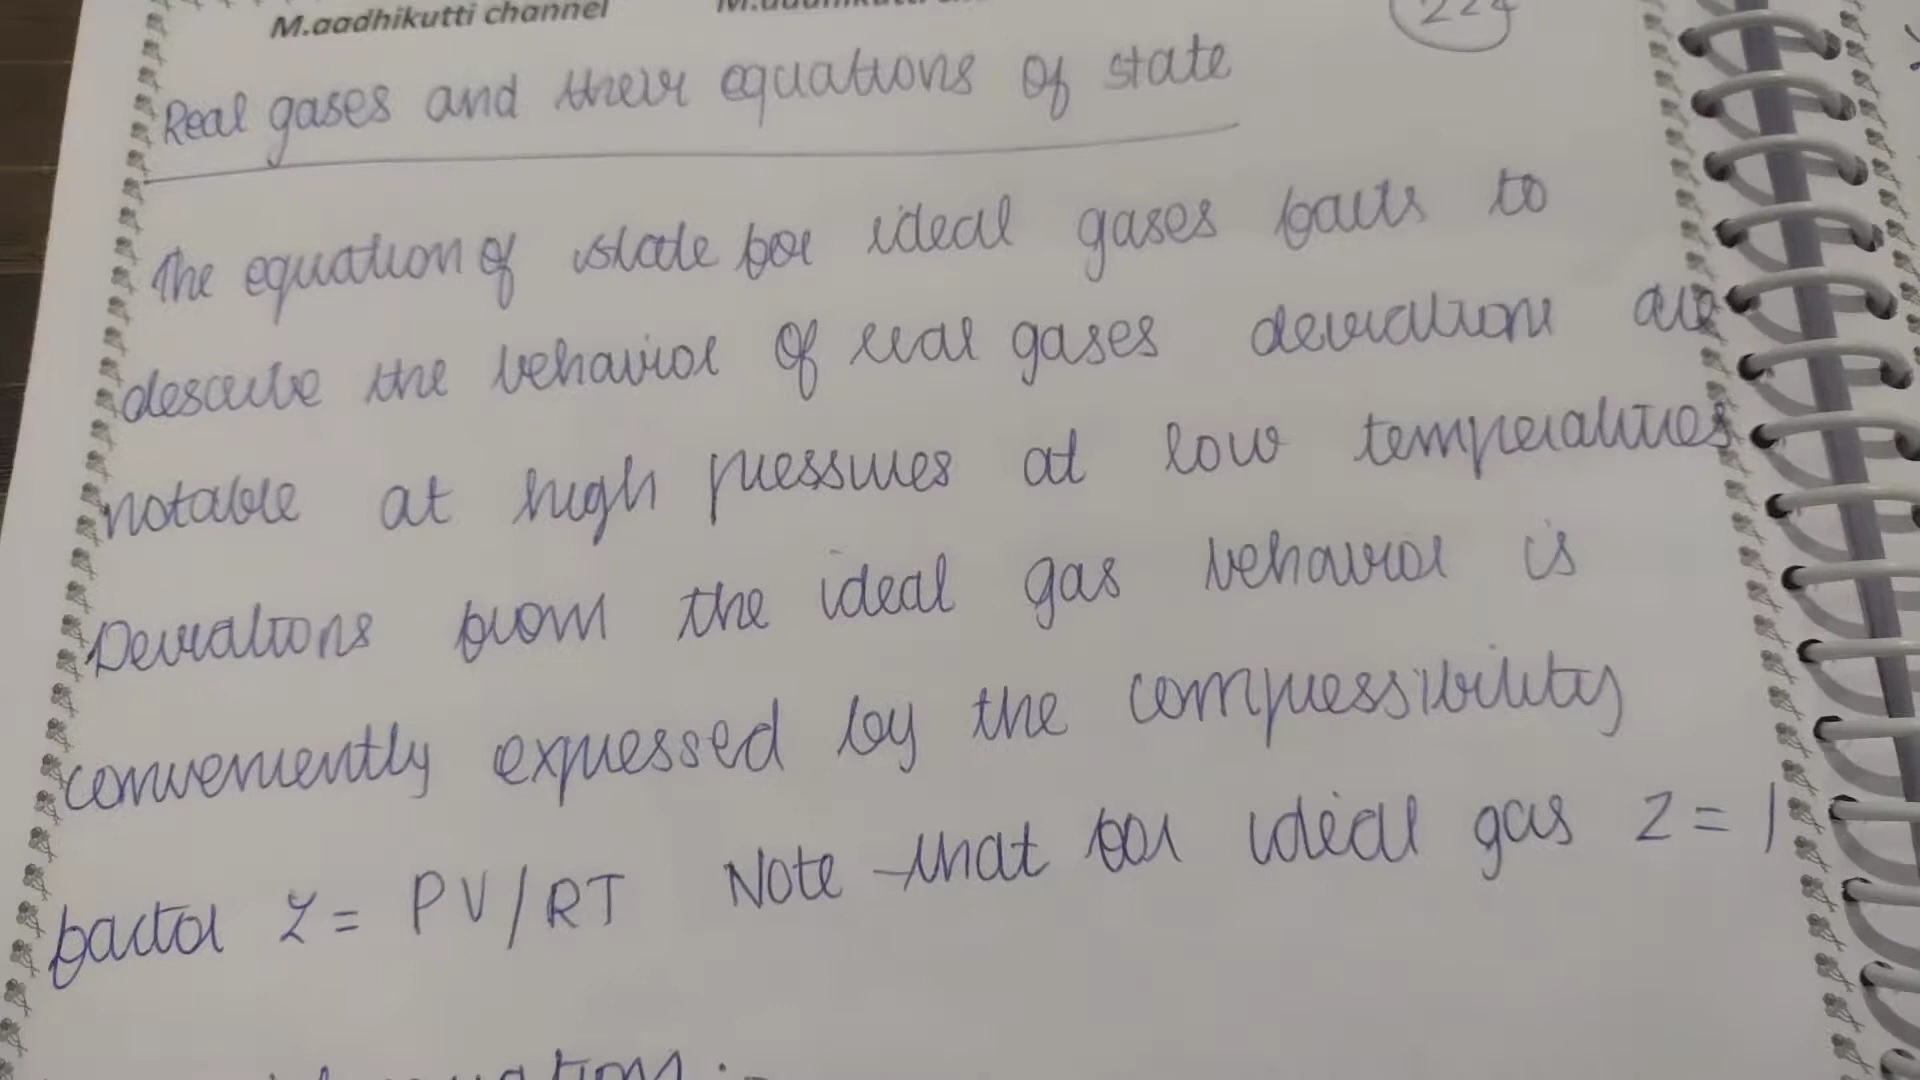 M.aadhikutti channel
224
Real gases and their equations of state
The equation of state for ideal gases fails to
describe the behavior of real gases deviation are
notable at high pressures at low temperatures
Deviations from the ideal gas behavior is
conveniently expressed by the compressibility
factor Z = PV/RT Note that for ideal gas Z = 1